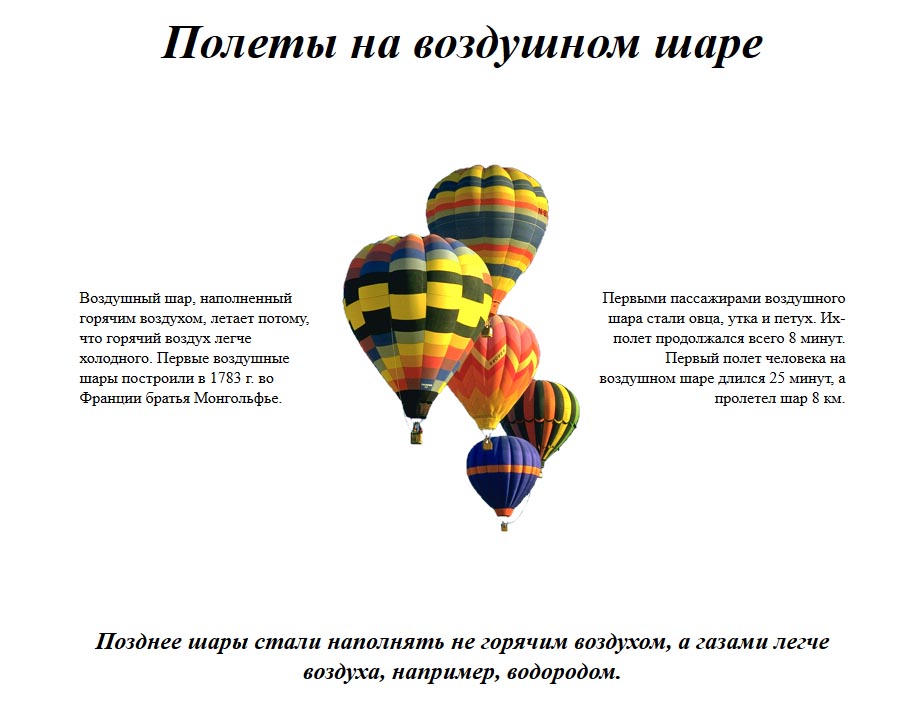 Полеты на воздушном шаре
Воздушный шар, наполненный
горячим воздухом, летает потому,
что горячий воздух легче
холодного. Первые воздушные
шары построили в 1783 г. во
Франции братья Монгольфье.
Первыми пассажирами воздушного
шара стали овца, утка и петух. Их-
полет продолжался всего 8 минут.
Первый полет человека на
воздушном шаре длился 25 минут, а
пролетел шар 8 км.
Позднее шары стали наполнять не горячим воздухом, а газами легче
воздуха, например, водородом.